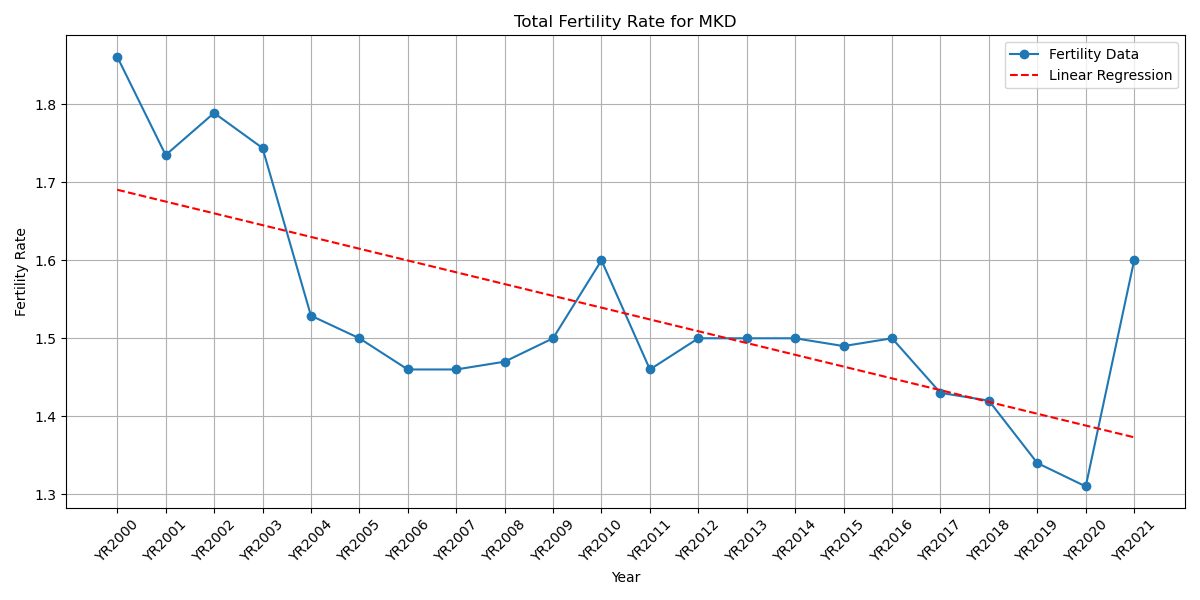 Total Fertility Rate for MKD
Fertility Data
Linear Regression
Fertility Rate
1.8
1.7
1.6
1.5
1.4
1.3
YR2000
YR2001
YR2002
YR2003
YR2004
YR2005
YR2006
YR2007
YR2008
YR2009
YR2010
YR2011
YR2012
YR2013
YR2014
YR2015
YR2016
YR2017
YR2018
YR2019
YR2020
YR2021
Year